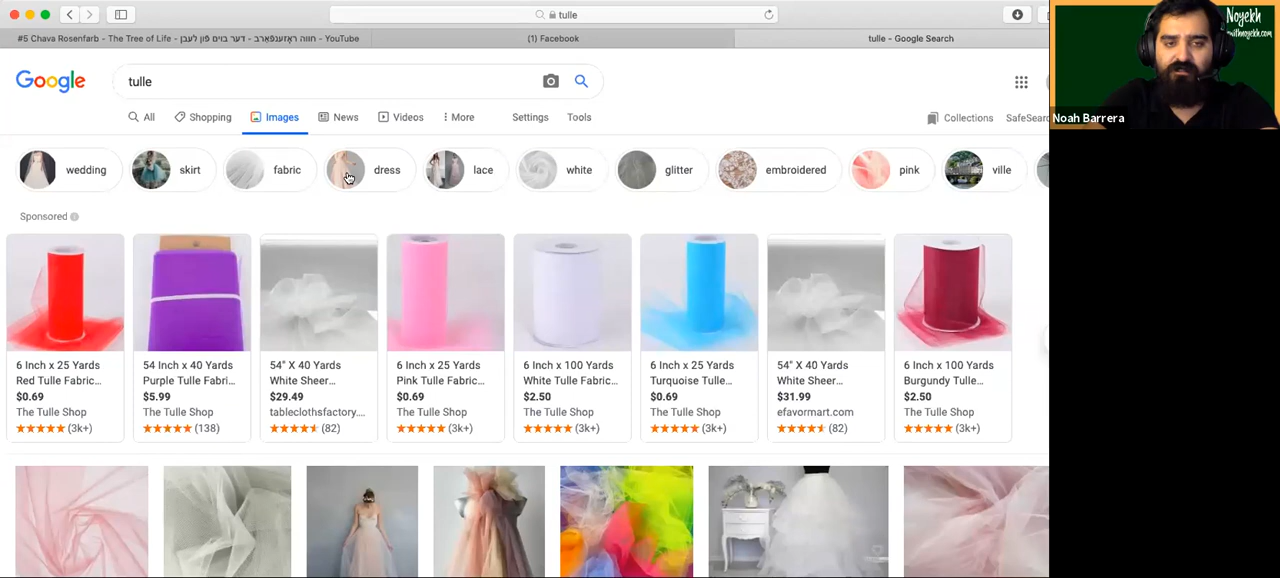 tulle
#5 Chava Rosenfarb - The Tree of Life - חוה ראָזענפֿאַרב - דער בוים פֿון לעבן - YouTube
(1) Facebook
tulle - Google Search
Google
tulle
All
Shopping
Images
News
Videos
More
Settings
Tools
Collections
SafeSearc
wedding
skirt
fabric
dress
lace
white
glitter
embroidered
pink
ville
Sponsored
6 Inch x 25 Yards
Red Tulle Fabric...
$0.69
The Tulle Shop
(3k+)
54 Inch x 40 Yards
Purple Tulle Fabri...
$5.99
The Tulle Shop
(138)
54" X 40 Yards
White Sheer...
$29.49
tableclothsfactory....
(82)
6 Inch x 25 Yards
Pink Tulle Fabric...
$0.69
The Tulle Shop
(3k+)
6 Inch x 100 Yards
White Tulle Fabric...
$2.50
The Tulle Shop
(3k+)
6 Inch x 25 Yards
Turquoise Tulle...
$0.69
The Tulle Shop
(3k+)
54" X 40 Yards
White Sheer...
$31.99
efavormart.com
(82)
6 Inch x 100 Yards
Burgundy Tulle...
$2.50
The Tulle Shop
(3k+)
Noyekh
withnoyekh.com
Noah Barrera